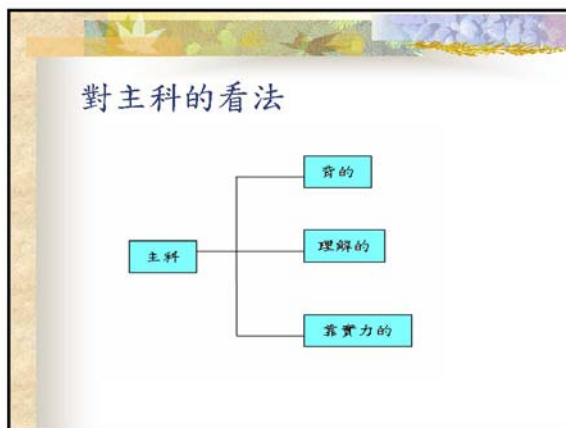 對主科的看法
背的
理解的
主科
靠實力的